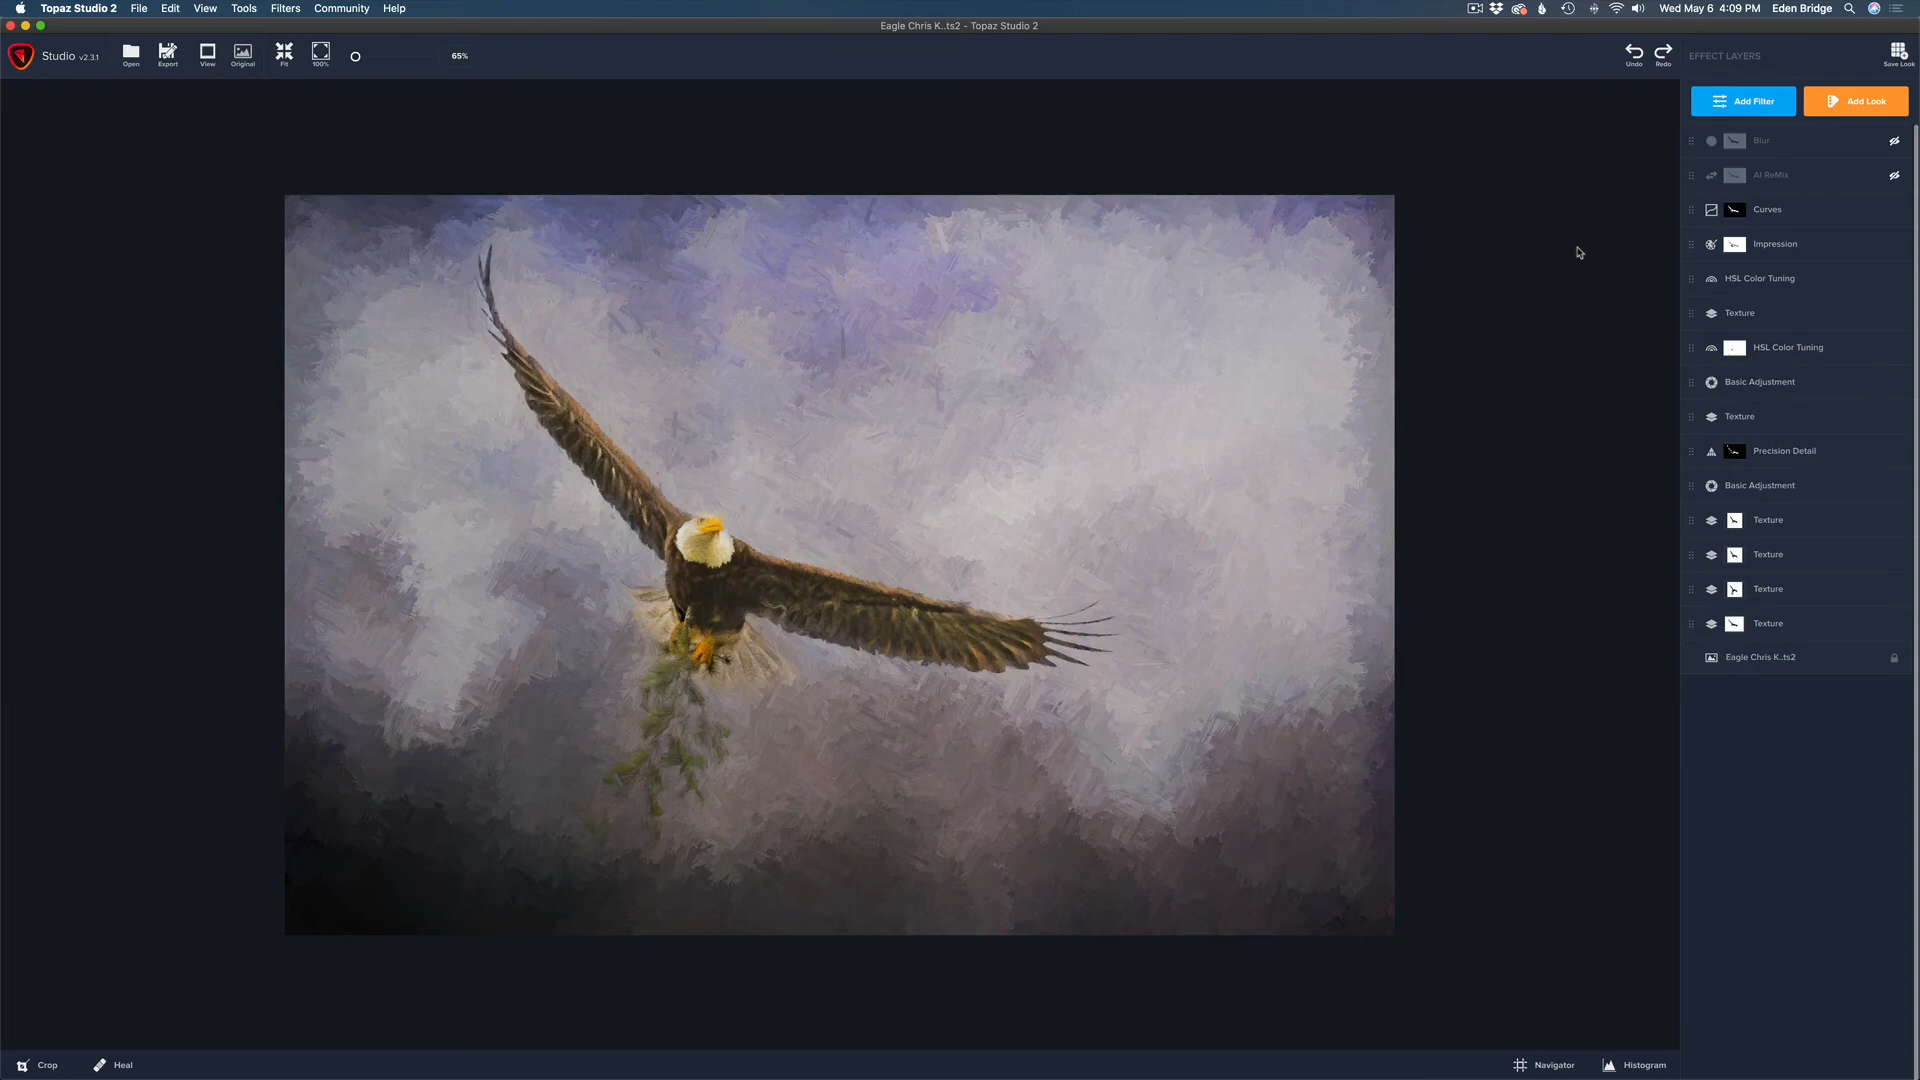 Topaz Studio 2 File Edit View Tools Filters Community Help Wed May 6 4:09 PM Eden Bridge
Eagle Chris K..ts2 - Topaz Studio 2
Studio v2.3.1 Open Export View Original Fit 100% 65% Undo Redo EFFECT LAYERS Save Look
Add Filter Add Look
Blur
AI ReMix
Curves
Impression
HSL Color Tuning
Texture
HSL Color Tuning
Basic Adjustment
Texture
Precision Detail
Basic Adjustment
Texture
Texture
Texture
Texture
Eagle Chris K..ts2
Crop Heal Navigator Histogram